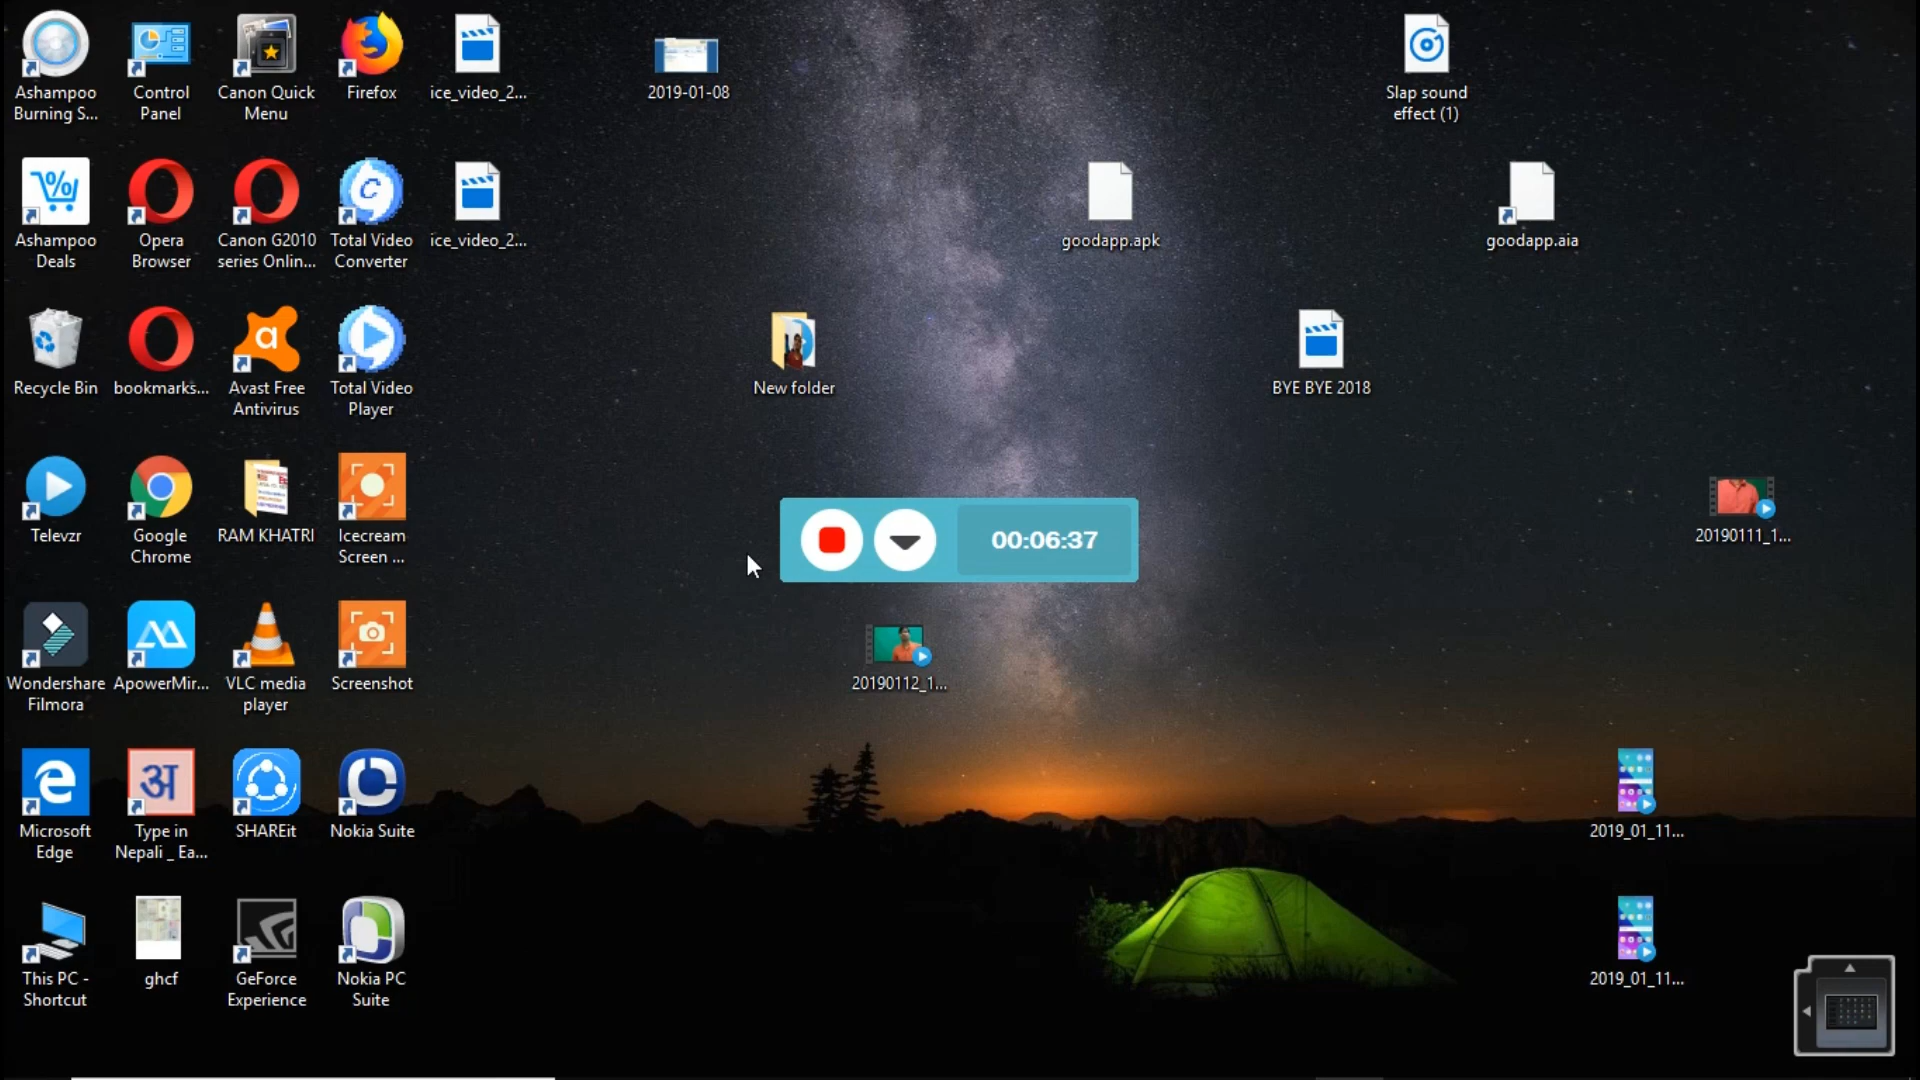 Ashampoo
Burning S...
Control
Panel
Canon Quick
Menu
Firefox
ice_video_2...
2019-01-08
Slap sound
effect (1)
Ashampoo
Deals
Opera
Browser
Canon G2010
series Onlin...
Total Video
Converter
ice_video_2...
goodapp.apk
goodapp.aia
Recycle Bin
bookmarks...
Avast Free
Antivirus
Total Video
Player
New folder
BYE BYE 2018
Televzr
Google
Chrome
RAM KHATRI
Icecream
Screen ...
00:06:37
20190111_1...
Wondershare
Filmora
ApowerMir...
VLC media
player
Screenshot
20190112_1...
अ
Microsoft
Edge
Type in
Nepali _ Ea...
SHAREit
Nokia Suite
2019_01_11...
This PC -
Shortcut
ghcf
GeForce
Experience
Nokia PC
Suite
2019_01_11...